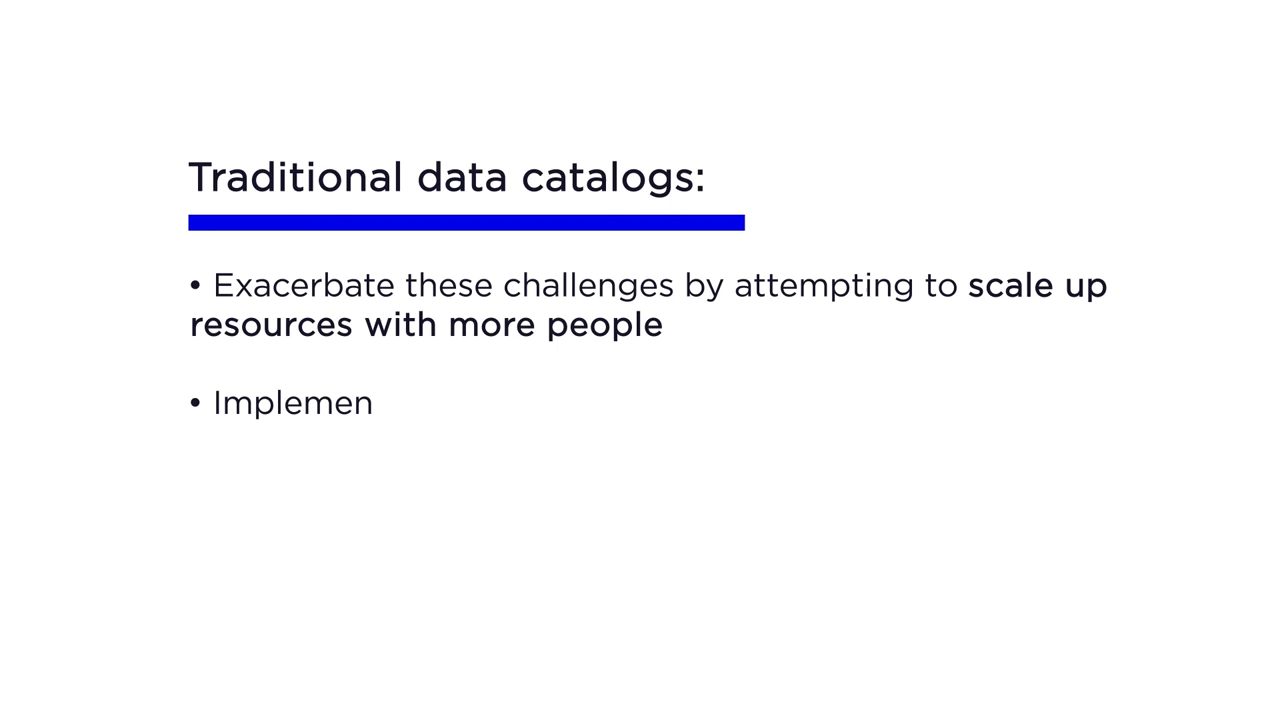 Traditional data catalogs:
• Exacerbate these challenges by attempting to scale up
resources with more people
• Implemen